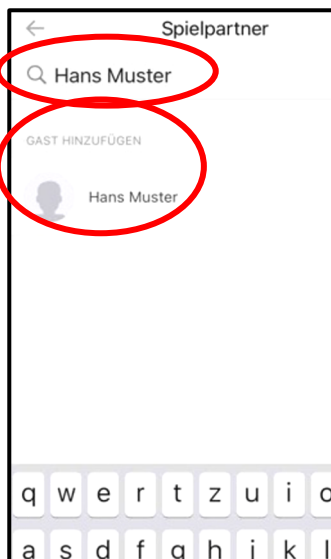 Spielpartner
Hans Muster
GAST HINZUFÜGEN
Hans Muster
q w e r t z u i o
a s d f g h j k l